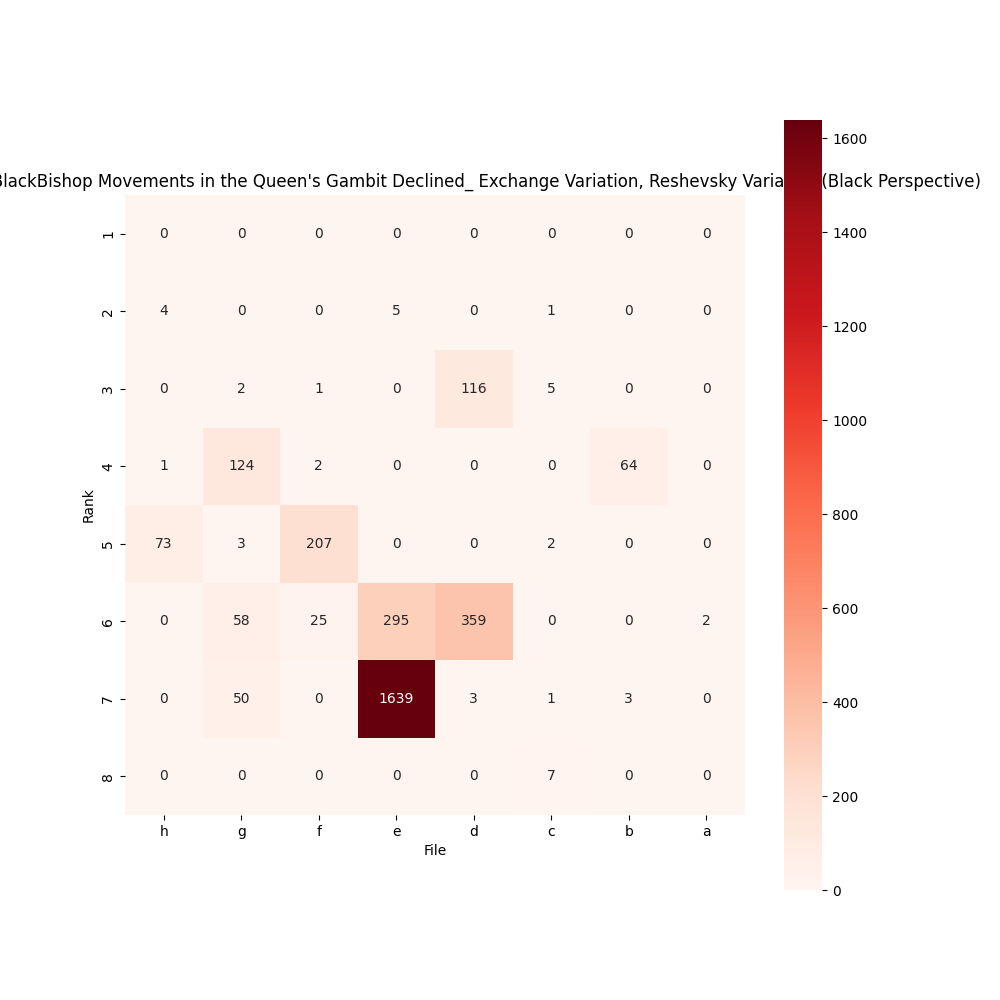 1600
BlackBishop Movements in the Queen's Gambit Declined_ Exchange Variation, Reshevsky Varia (Black Perspective)
1 0 0 0 0 0 0 0 0
1400
2 4 0 0 5 0 1 0 0
1200
3 0 2 1 0 116 5 0 0
1000
4 1 124 2 0 0 0 64 0
Rank
800
5 73 3 207 0 0 2 0 0
600
6 0 58 25 295 359 0 0 2
400
7 0 50 0 1639 3 1 3 0
8 0 0 0 0 0 7 0 0
200
h g f e d c b a
File
0